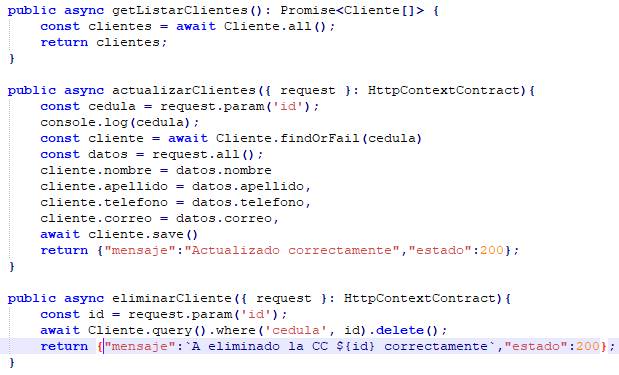 public async getListarClientes(): Promise<Cliente[]> {
    const clientes = await Cliente.all();
    return clientes;
}

public async actualizarClientes({ request }: HttpContextContract){
    const cedula = request.param('id');
    console.log(cedula);
    const cliente = await Cliente.findOrFail(cedula)
    const datos = request.all();
    cliente.nombre = datos.nombre
    cliente.apellido = datos.apellido,
    cliente.telefono = datos.telefono,
    cliente.correo = datos.correo,
    await cliente.save()
    return {"mensaje":"Actualizado correctamente","estado":200};
}

public async eliminarCliente({ request }: HttpContextContract){
    const id = request.param('id');
    await Cliente.query().where('cedula', id).delete();
    return {"mensaje":`A eliminado la CC ${id} correctamente`,"estado":200};
}